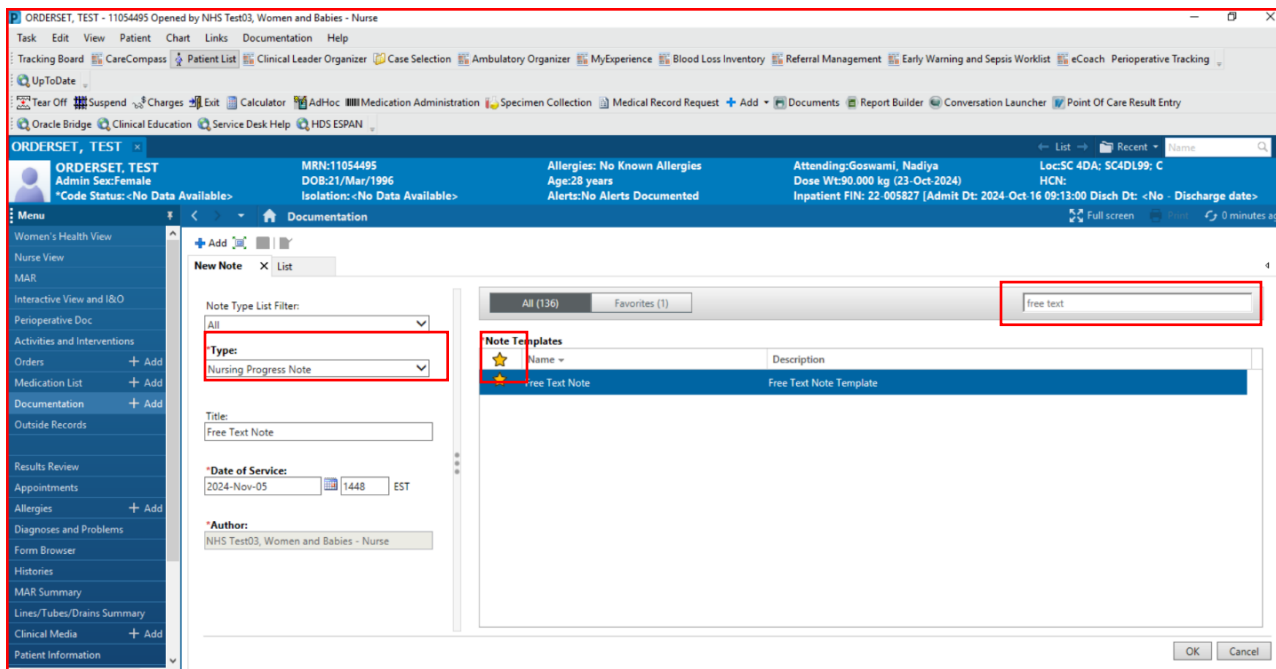 ORDERSET, TEST - 11054495 Opened by NHS Test03, Women and Babies - Nurse
Task Edit View Patient Chart Links Documentation Help
Tracking Board CareCompass Patient List Clinical Leader Organizer Case Selection Ambulatory Organizer MyExperience Blood Loss Inventory Referral Management Early Warning and Sepsis Worklist eCoach Perioperative Tracking
UpToDate
Tear Off Suspend Charges Exit Calculator AdHoc Medication Administration Specimen Collection Medical Record Request Add Documents Report Builder Conversation Launcher Point Of Care Result Entry
Oracle Bridge Clinical Education Service Desk Help HDS ESPAN
ORDERSET, TEST List Recent Name
ORDERSET, TEST MRN:11054495 Allergies: No Known Allergies Attending:Goswami, Nadiya Loc:SC 4DA; SC4DL99; C
Admin Sex:Female DOB:21/Mar/1996 Age:28 years Dose Wt:90.000 kg (23-Oct-2024) HCN:
*Code Status:<No Data Available> Isolation:<No Data Available> Alerts:No Alerts Documented Inpatient FIN: 22-005827 [Admit Dt: 2024-Oct-16 09:13:00 Disch Dt: <No - Discharge date>
Menu Documentation Full screen Print 0 minutes ag
Women's Health View
Nurse View
MAR
Interactive View and I&O
Perioperative Doc
Activities and Interventions
Orders + Add
Medication List + Add
Documentation + Add
Outside Records
Results Review
Appointments
Allergies + Add
Diagnoses and Problems
Form Browser
Histories
MAR Summary
Lines/Tubes/Drains Summary
Clinical Media + Add
Patient Information
Add
New Note X List
Note Type List Filter:
All
*Type:
Nursing Progress Note
Title:
Free Text Note
*Date of Service:
2024-Nov-05 1448 EST
*Author:
NHS Test03, Women and Babies - Nurse
All (136) Favorites (1) free text
*Note Templates
Name Description
Free Text Note Free Text Note Template
OK Cancel